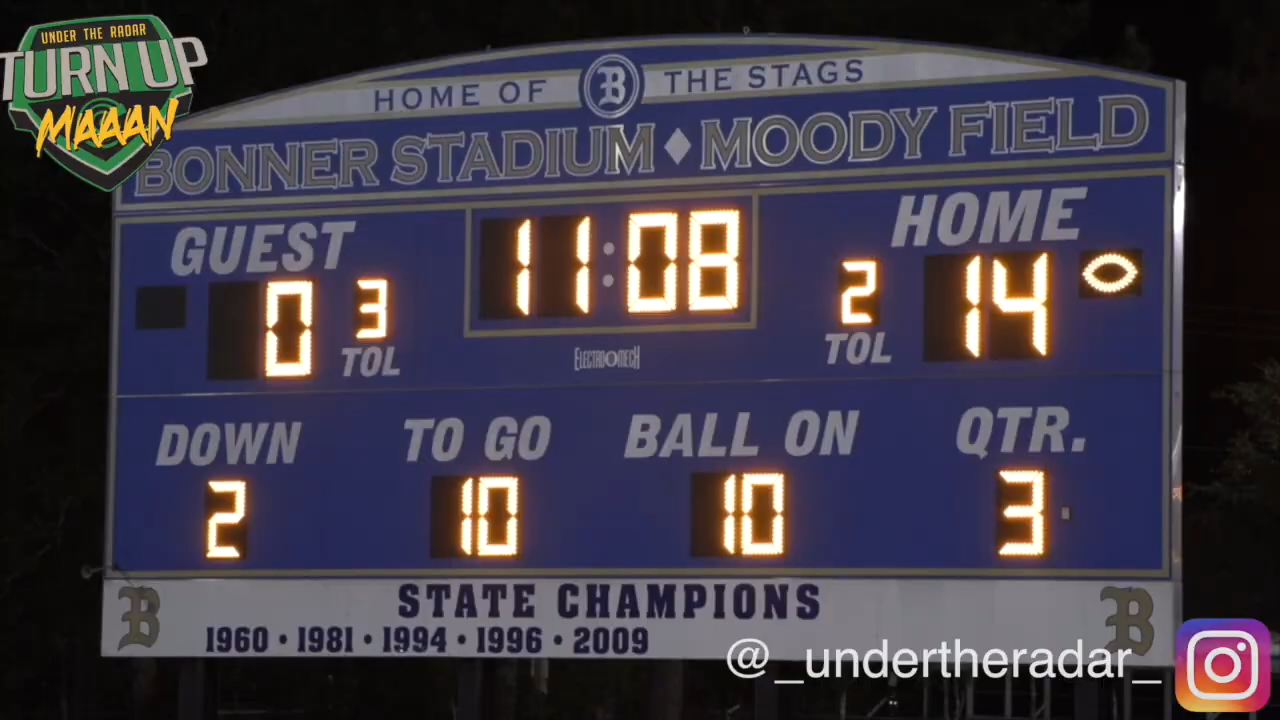 UNDER THE RADAR
TURN UP
MAAAN
HOME OF B THE STAGS
BONNER STADIUM ♦ MOODY FIELD
GUEST 11:08 HOME
0 3 2 14
TOL TOL
ELECTRO-MECH
DOWN TO GO BALL ON QTR.
2 10 10 3
B STATE CHAMPIONS B
1960 • 1981 • 1994 • 1996 • 2009
@_undertheradar_